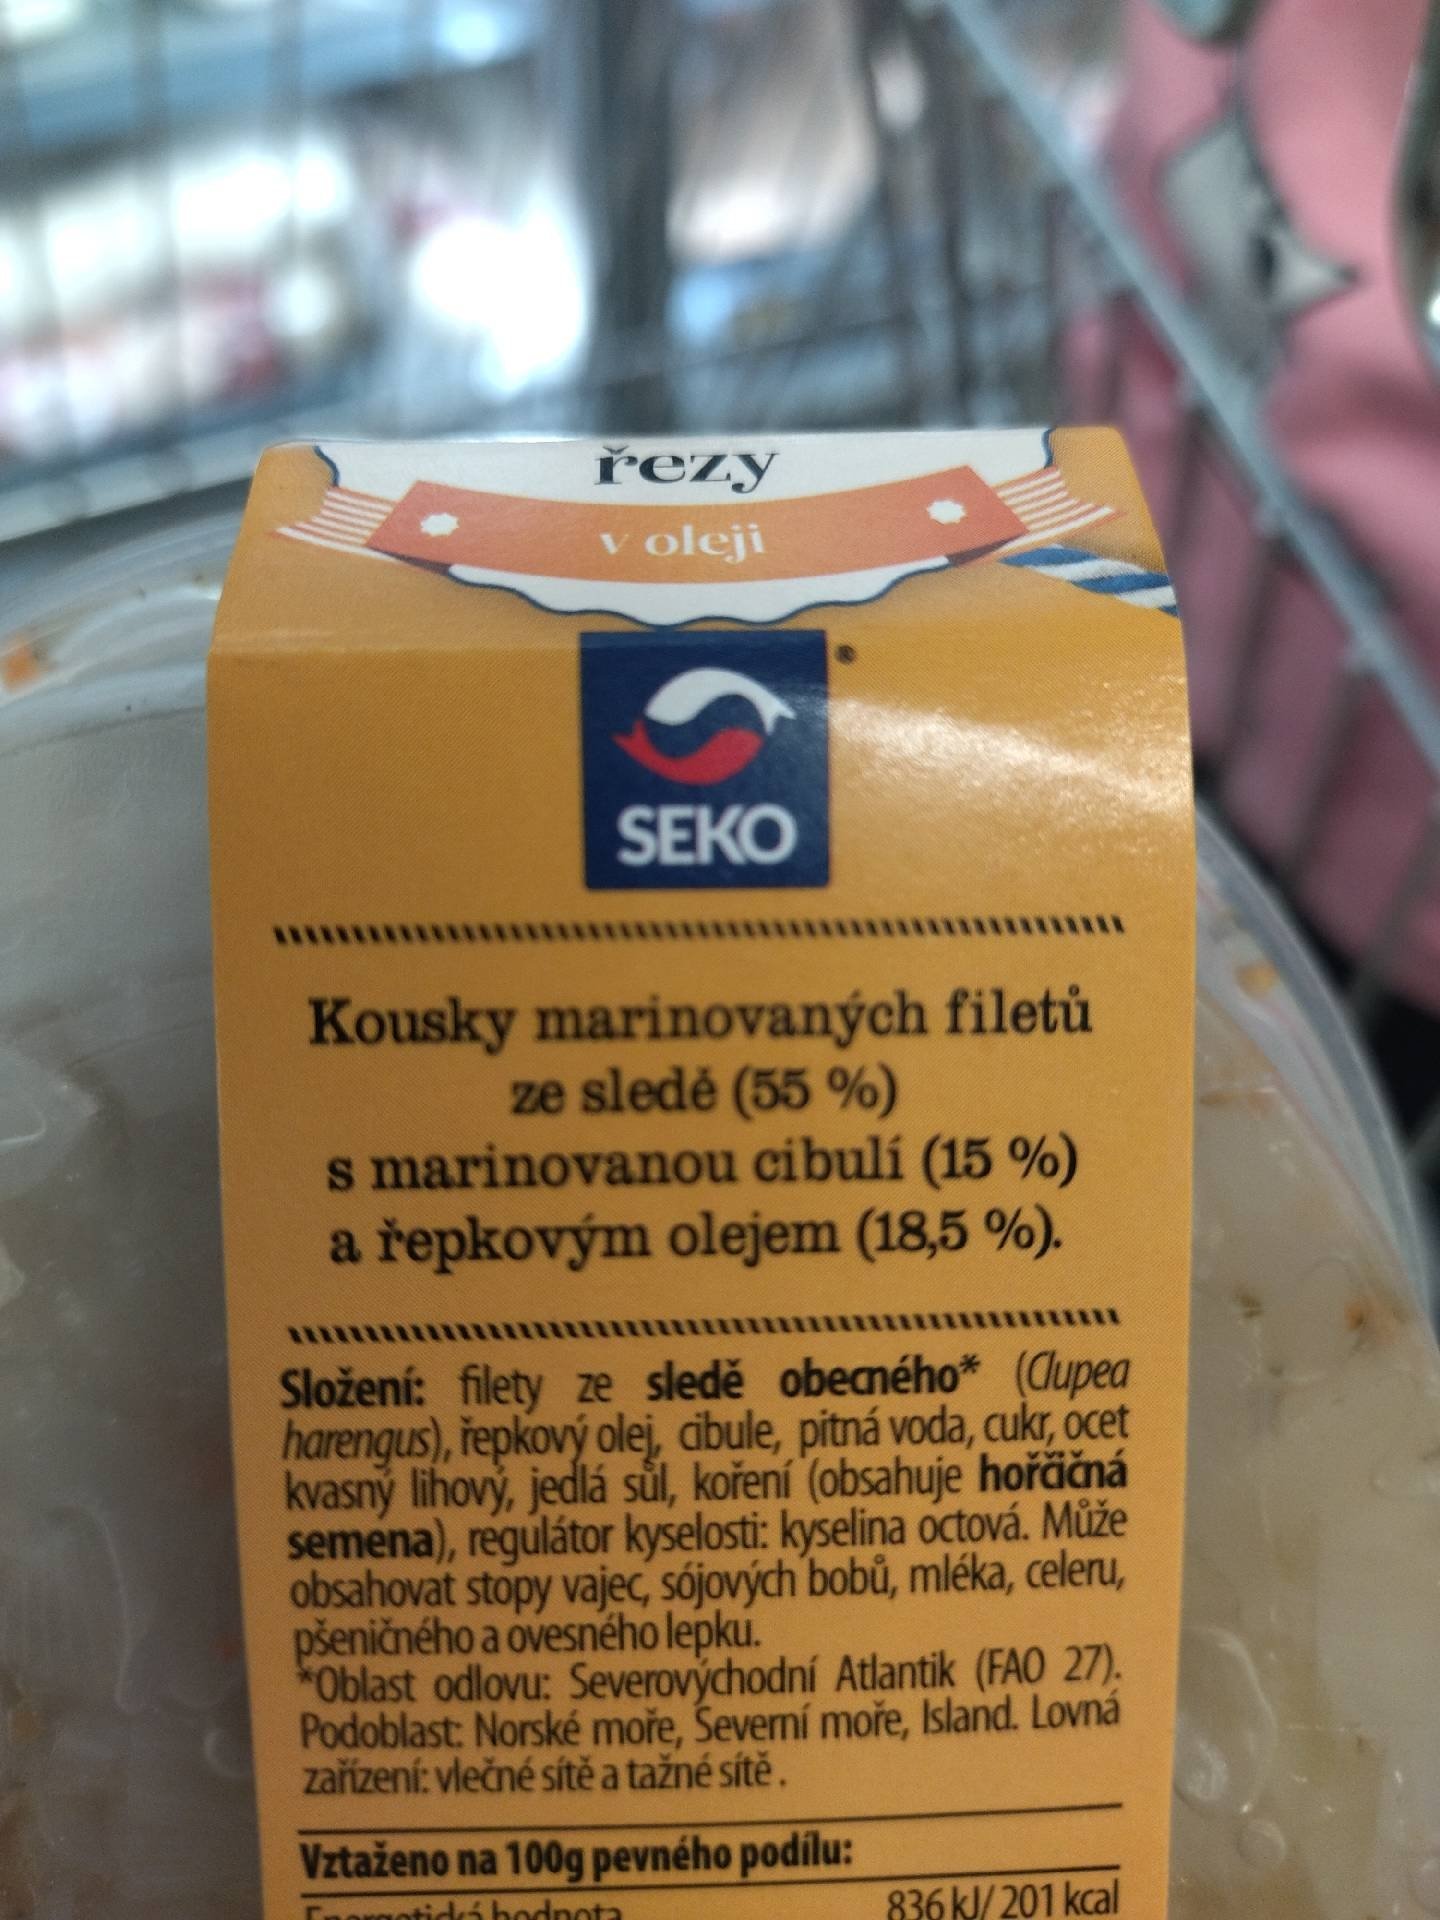 řezy
v oleji
®
SEKO
Kousky marinovaných filetů
ze sledě (55 %)
s marinovanou cibulí (15 %)
a řepkovým olejem (18,5 %).
Složení: filety ze sledě obecného* (Clupea
harengus), řepkový olej, cibule, pitná voda, cukr, ocet
kvasný lihový, jedlá sůl, koření (obsahuje hořčičná
semena), regulátor kyselosti: kyselina octová. Může
obsahovat stopy vajec, sójových bobů, mléka, celeru,
pšeničného a ovesného lepku.
*Oblast odlovu: Severovýchodní Atlantik (FAO 27).
Podoblast: Norské moře, Severní moře, Island. Lovná
zařízení: vlečné sítě a tažné sítě .
Vztaženo na 100g pevného podílu:
Energetická hodnota 836 kJ/ 201 kcal